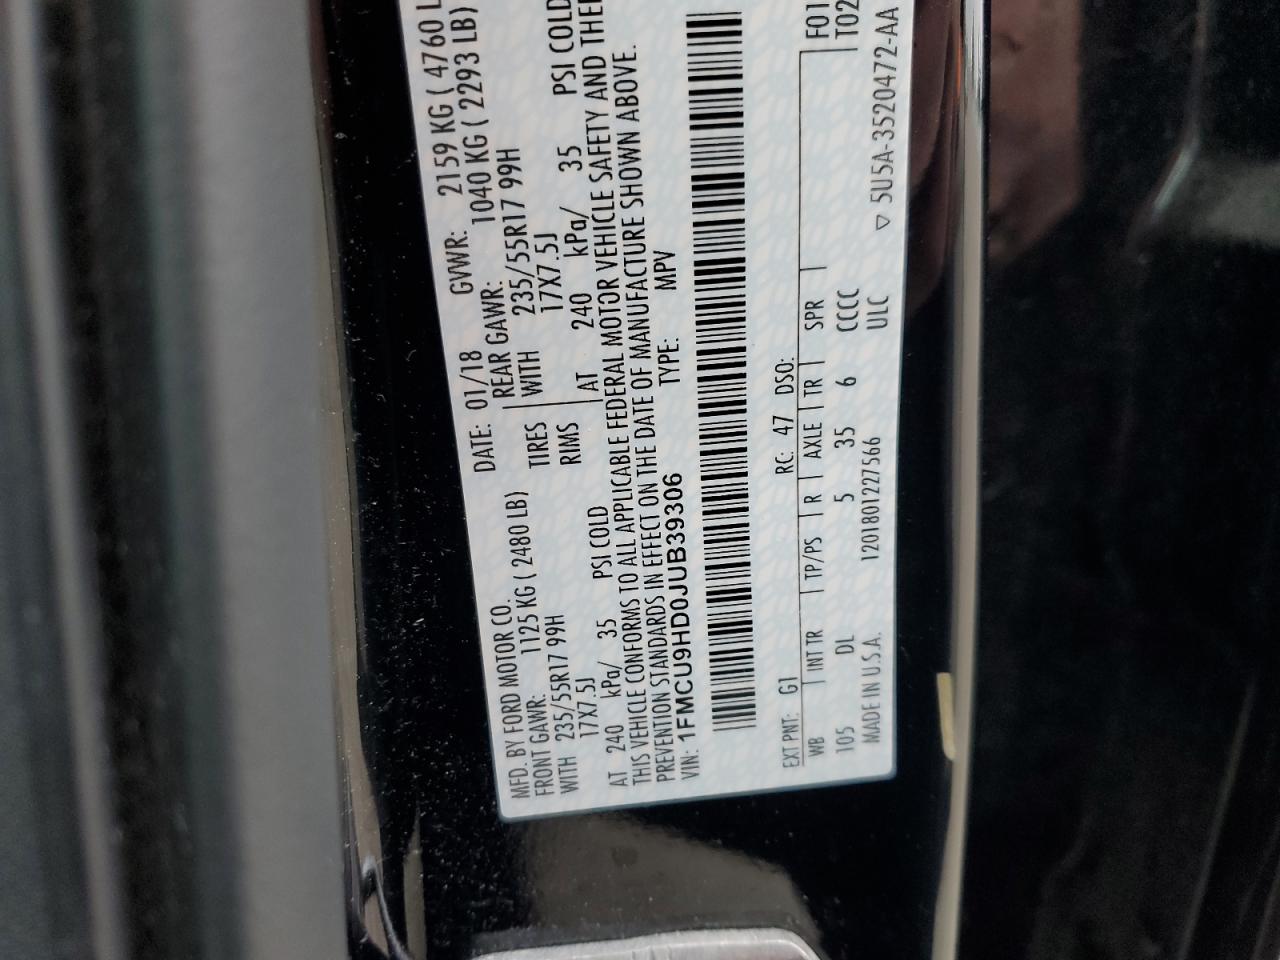 MFD. BY FORD MOTOR CO.
DATE: 01/18 GVWR: 2159 KG ( 4760 L
FRONT GAWR: 1125 KG ( 2480 LB) REAR GAWR: 1040 KG ( 2293 LB)
WITH 235/55R17 99H TIRES WITH 235/55R17 99H
17X7.5J RIMS 17X7.5J
AT 240 kPa/ 35 PSI COLD AT 240 kPa/ 35 PSI COLD
THIS VEHICLE CONFORMS TO ALL APPLICABLE FEDERAL MOTOR VEHICLE SAFETY AND THEF
PREVENTION STANDARDS IN EFFECT ON THE DATE OF MANUFACTURE SHOWN ABOVE.
VIN: 1FMCU9HD0JUB39306 TYPE: MPV
EXT PNT: G1 RC: 47 DSO:
WB INT TR TP/PS R AXLE TR SPR F01
105 DL 5 35 6 CCCC T02
MADE IN U.S.A. 1201801227566 ULC
▽ 5U5A-3520472-AA